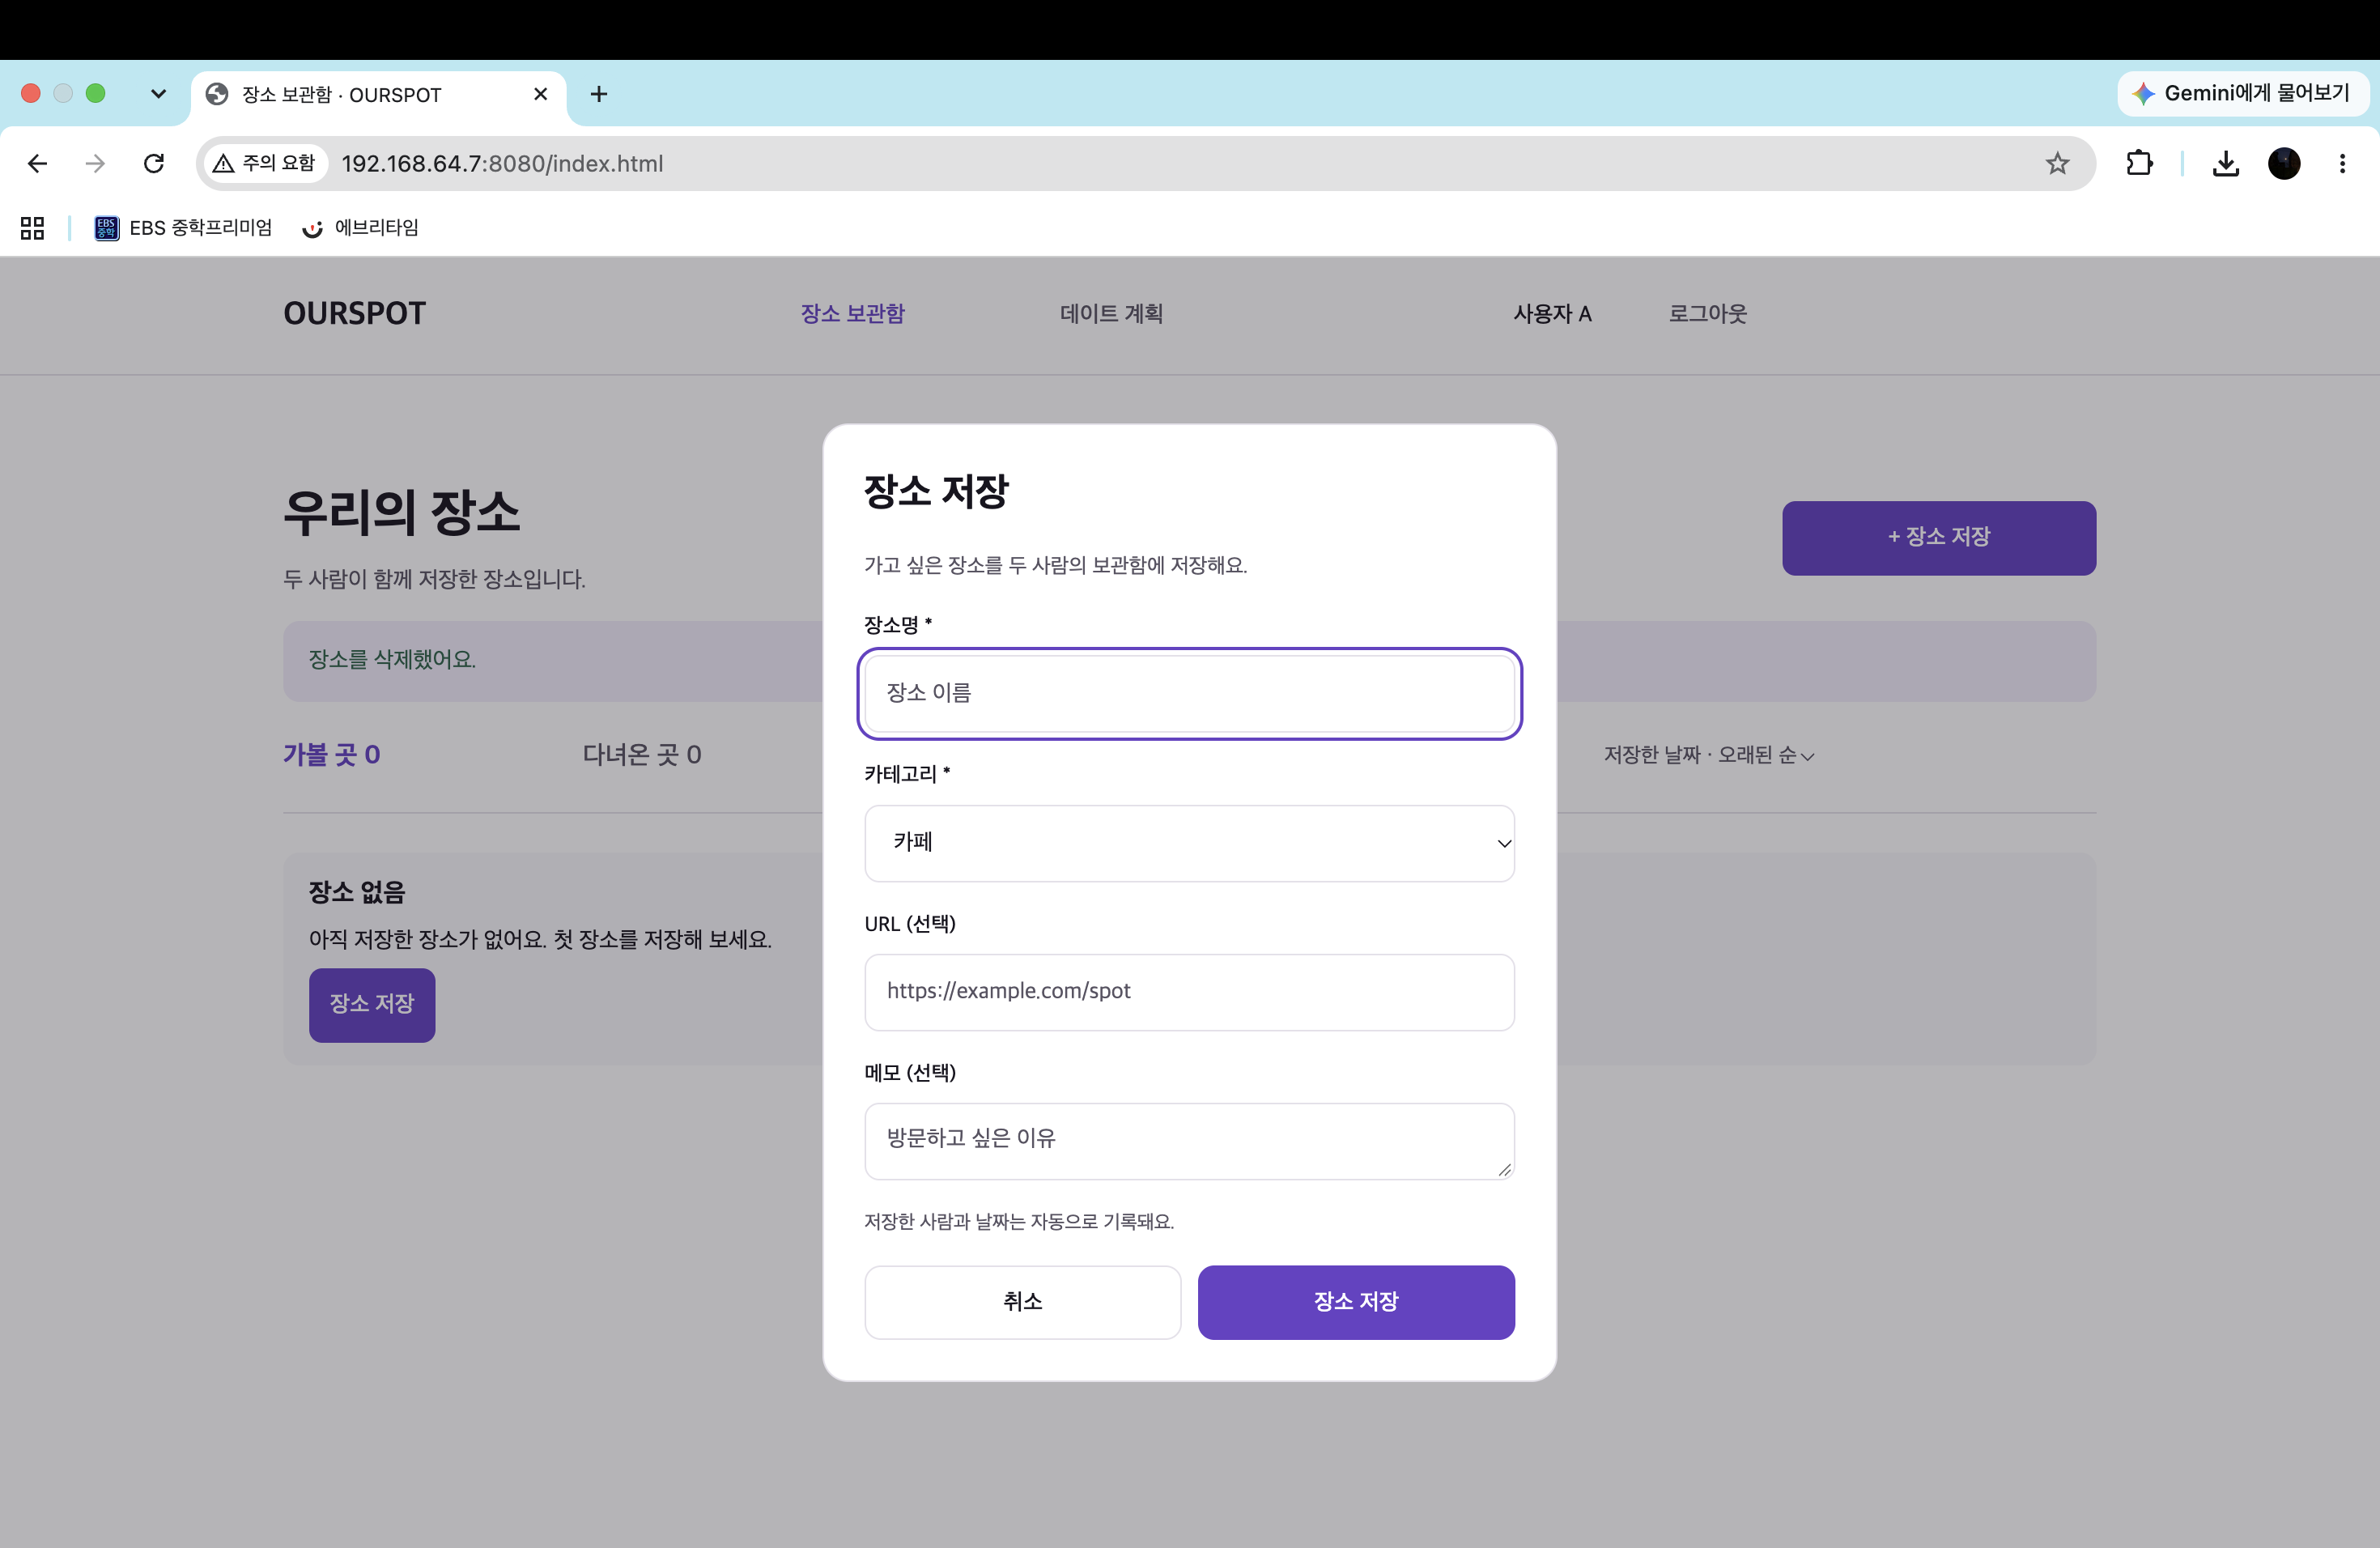 장소 보관함 · OURSPOT
Gemini에게 물어보기
주의 요함
192.168.64.7:8080/index.html
EBS 중학
EBS 중학프리미엄
에브리타임
OURSPOT
장소 보관함
데이트 계획
사용자 A
로그아웃
우리의 장소
두 사람이 함께 저장한 장소입니다.
+ 장소 저장
장소를 삭제했어요.
가볼 곳 0
다녀온 곳 0
저장한 날짜 · 오래된 순
장소 없음
아직 저장한 장소가 없어요. 첫 장소를 저장해 보세요.
장소 저장
장소 저장
가고 싶은 장소를 두 사람의 보관함에 저장해요.
장소명 *
장소 이름
카테고리 *
카페
URL (선택)
https://example.com/spot
메모 (선택)
방문하고 싶은 이유
저장한 사람과 날짜는 자동으로 기록돼요.
취소
장소 저장